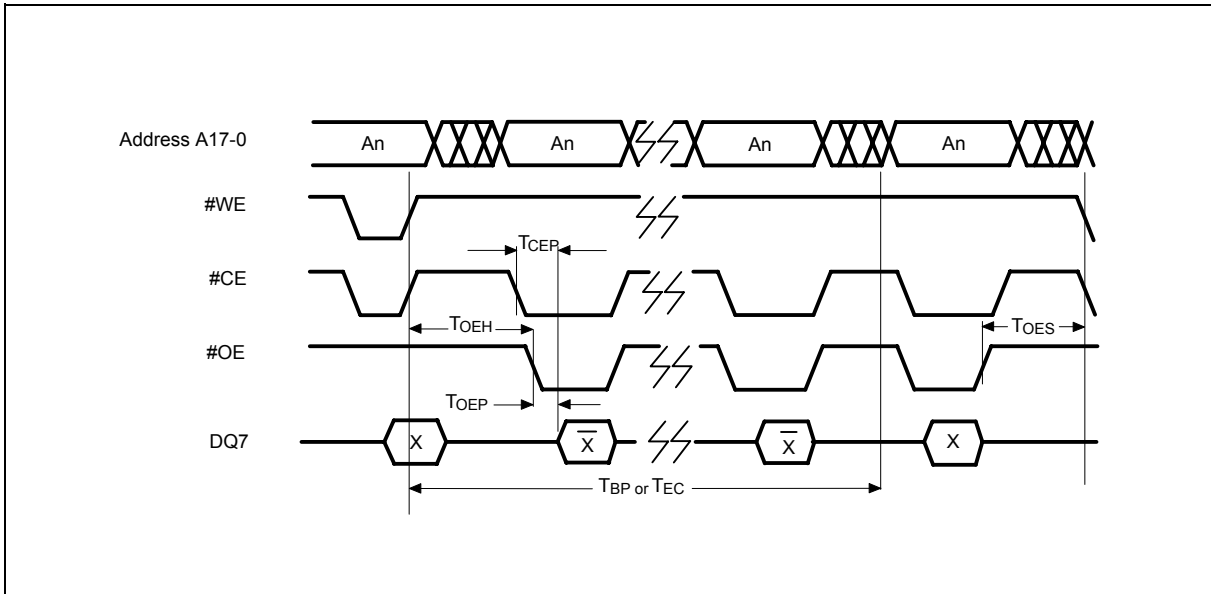 Address A17-0
An An An An
#WE
TCEP
#CE
TOEH TOES
#OE
TOEP
DQ7
X X̅ X̅ X
TBP or TEC